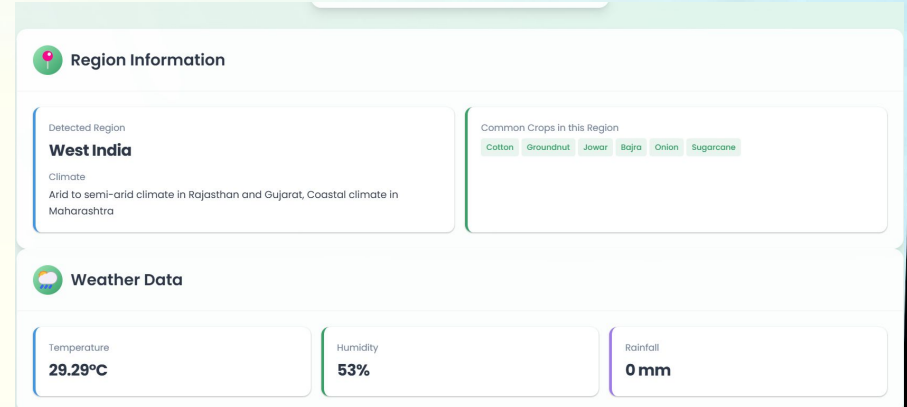 Region Information
Detected Region
West India
Climate
Arid to semi-arid climate in Rajasthan and Gujarat, Coastal climate in
Maharashtra
Common Crops in this Region
Cotton Groundnut Jowar Bajra Onion Sugarcane
Weather Data
Temperature
29.29°C
Humidity
53%
Rainfall
0 mm